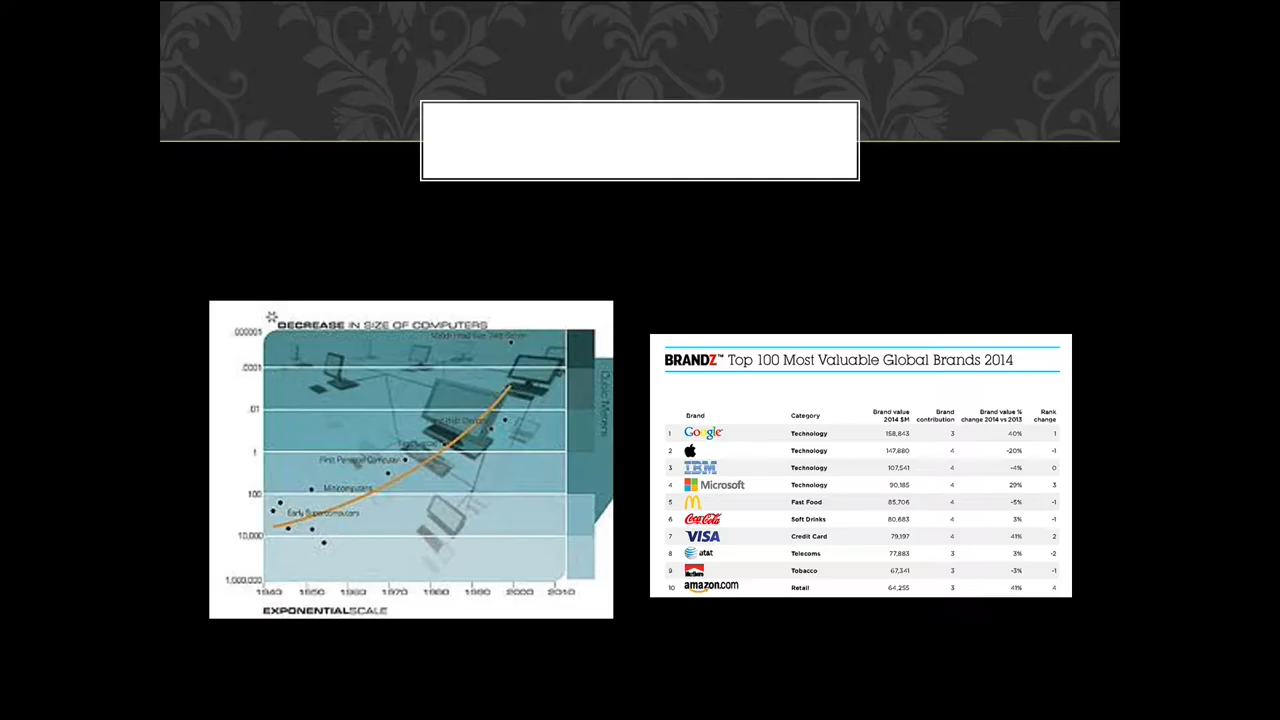 DECREASE IN SIZE OF COMPUTERS
.000001
.0001
.01
1
100
10,000
1,000,000
First Personal Computer
Minicomputers
Early Supercomputers
Cubic Meters
1940 1950 1960 1970 1980 1990 2000 2010
EXPONENTIALSCALE
BRANDZ™ Top 100 Most Valuable Global Brands 2014
Brand Category Brand value 2014 $M Brand contribution Brand value % change 2014 vs 2013 Rank change
1 Google Technology 158,843 3 40% 1
2 Technology 147,880 4 -20% -1
3 IBM Technology 107,541 4 -4% 0
4 Microsoft Technology 90,185 4 29% 3
5 Fast Food 85,706 4 -5% -1
6 Coca-Cola Soft Drinks 80,683 4 3% -1
7 VISA Credit Card 79,197 4 41% 2
8 at&t Telecoms 77,883 3 3% -2
9 Tobacco 67,341 3 -3% -1
10 amazon.com Retail 64,255 3 41% 4